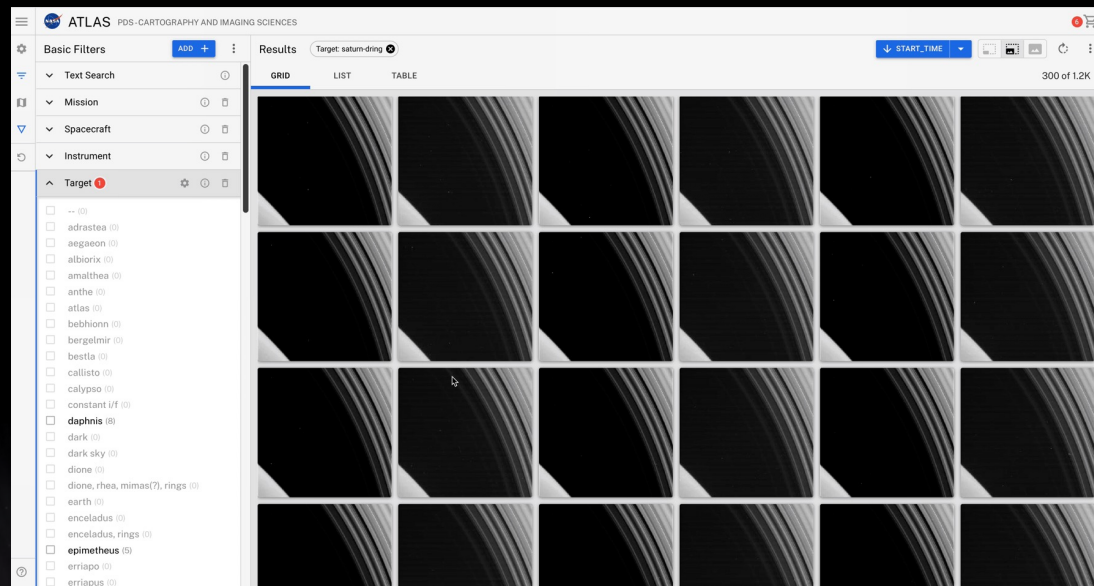 NASA ATLAS PDS-CARTOGRAPHY AND IMAGING SCIENCES 6
Basic Filters ADD +
Results Target: saturn-dring START_TIME
GRID LIST TABLE 300 of 1.2K
Text Search
Mission
Spacecraft
Instrument
Target 1
-- (0)
adrastea (0)
aegaeon (0)
albiorix (0)
amalthea (0)
anthe (0)
atlas (0)
bebhionn (0)
bergelmir (0)
bestla (0)
callisto (0)
calypso (0)
constant i/f (0)
daphnis (8)
dark (0)
dark sky (0)
dione (0)
dione, rhea, mimas(?), rings (0)
earth (0)
enceladus (0)
enceladus, rings (0)
epimetheus (5)
erriapo (0)
erriapus (0)